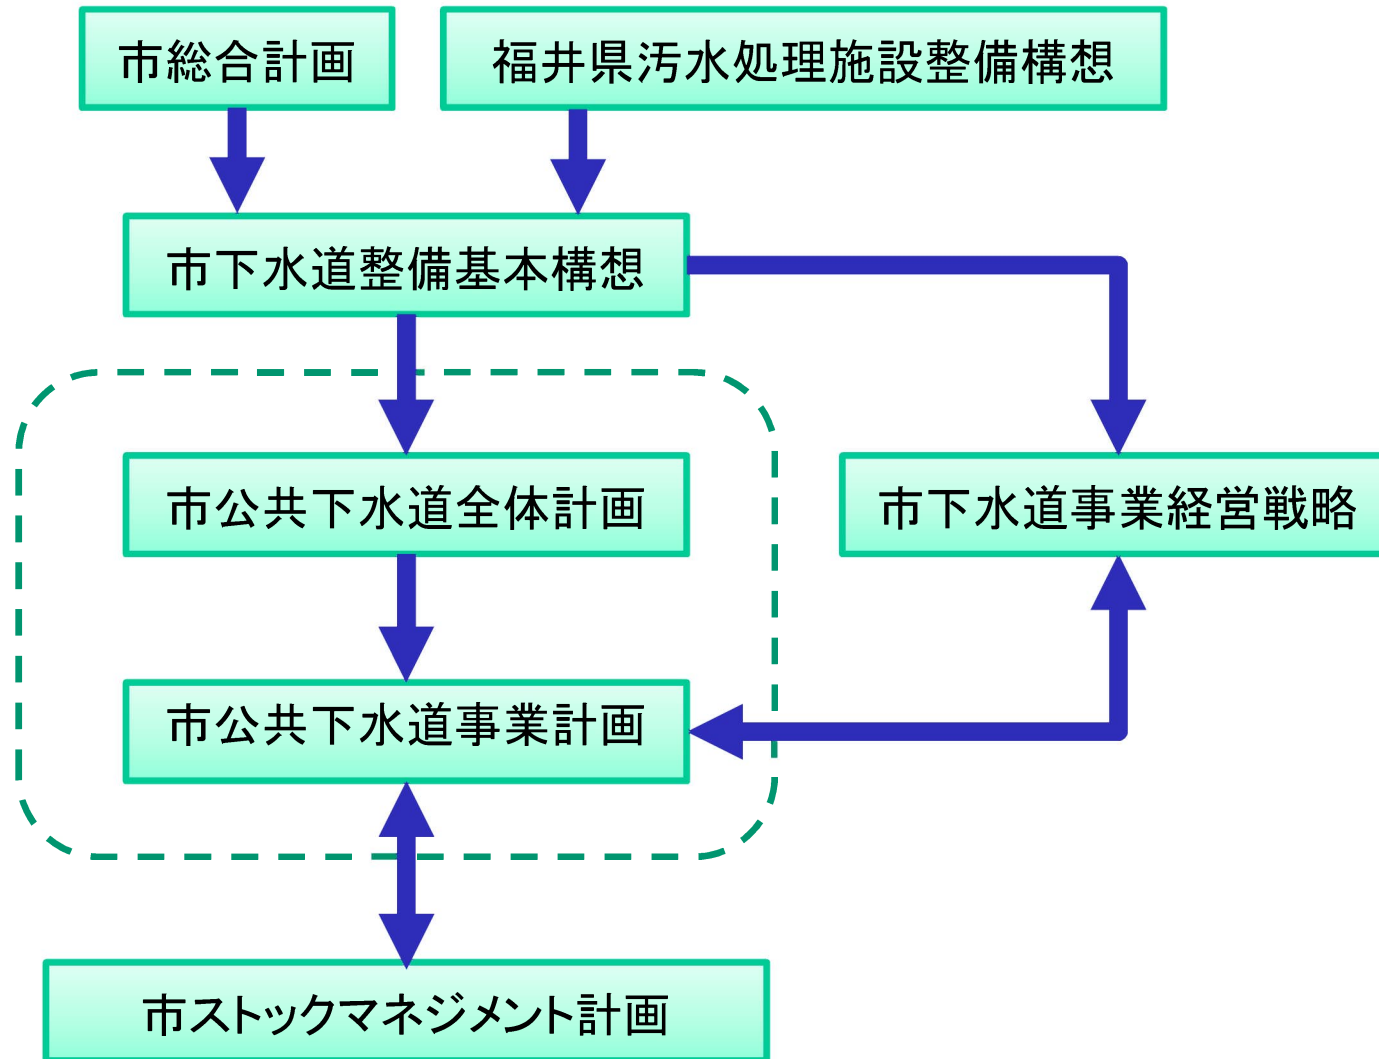 市総合計画
福井県汚水処理施設整備構想
市下水道整備基本構想
市公共下水道全体計画
市下水道事業経営戦略
市公共下水道事業計画
市ストックマネジメント計画